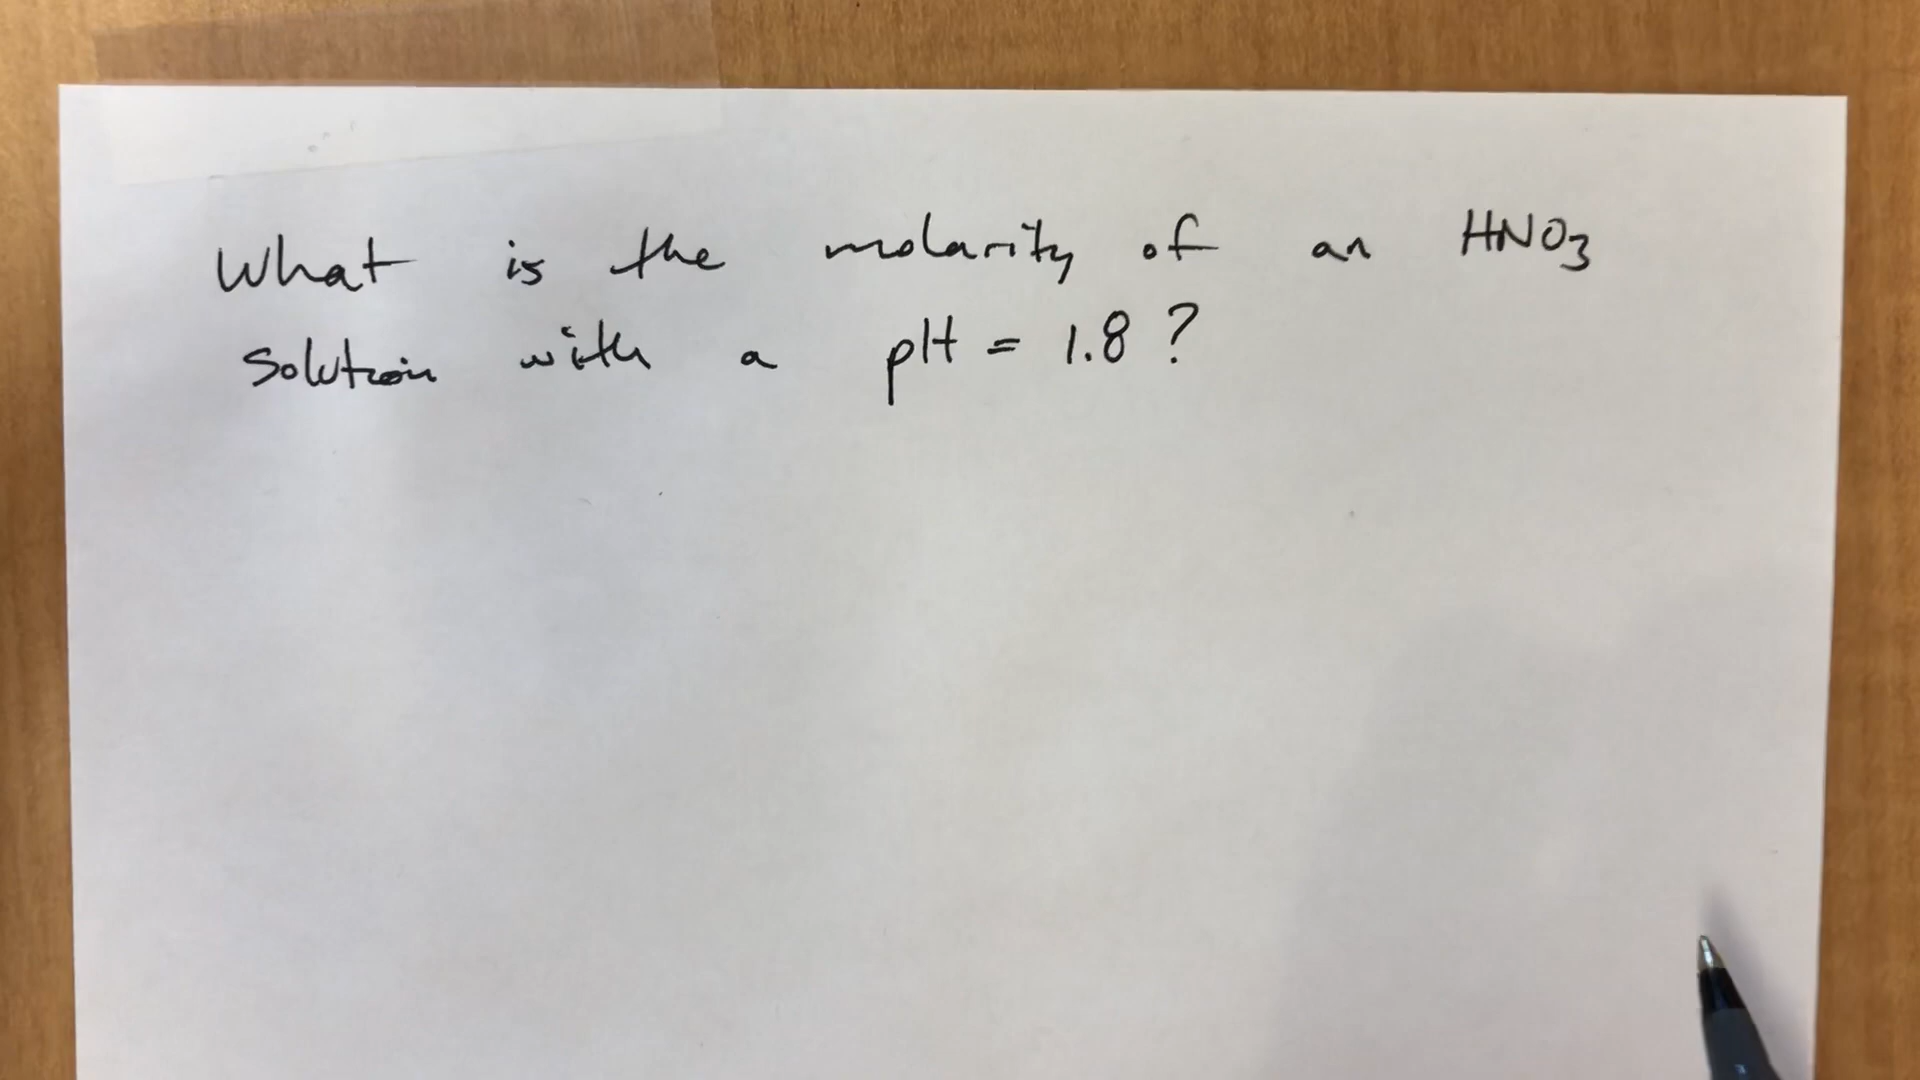 What is the molarity of an HNO3
solution with a pH = 1.8 ?